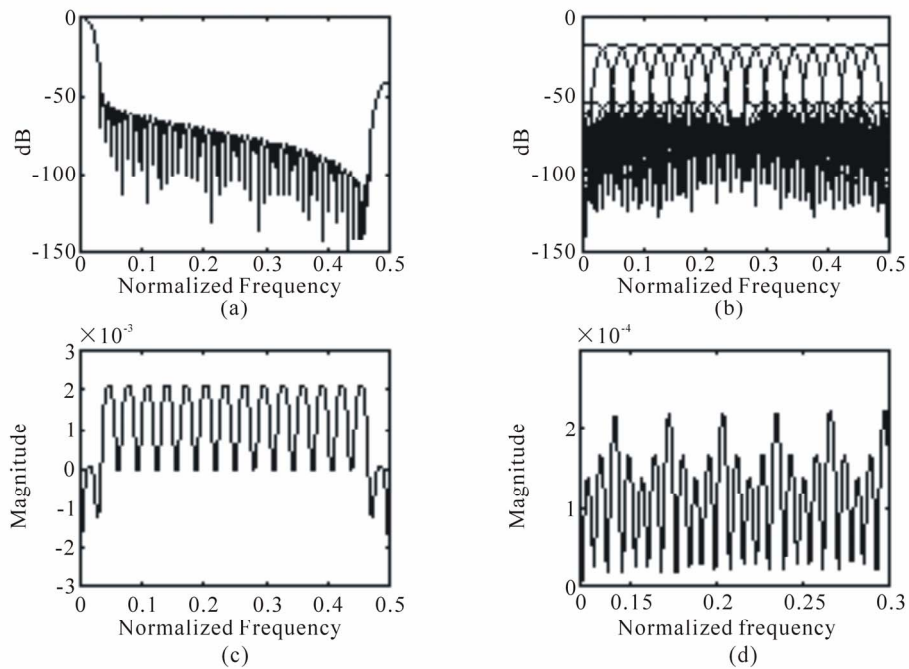 0
-50
-100
-150
dB
0 0.1 0.2 0.3 0.4 0.5
Normalized Frequency
(a)
0
-50
-100
-150
dB
0 0.1 0.2 0.3 0.4 0.5
Normalized Frequency
(b)
×10⁻³
3
2
1
0
-1
-2
-3
Magnitude
0 0.1 0.2 0.3 0.4 0.5
Normalized Frequency
(c)
×10⁻⁴
2
1
0
Magnitude
0 0.15 0.2 0.25 0.3
Normalized frequency
(d)